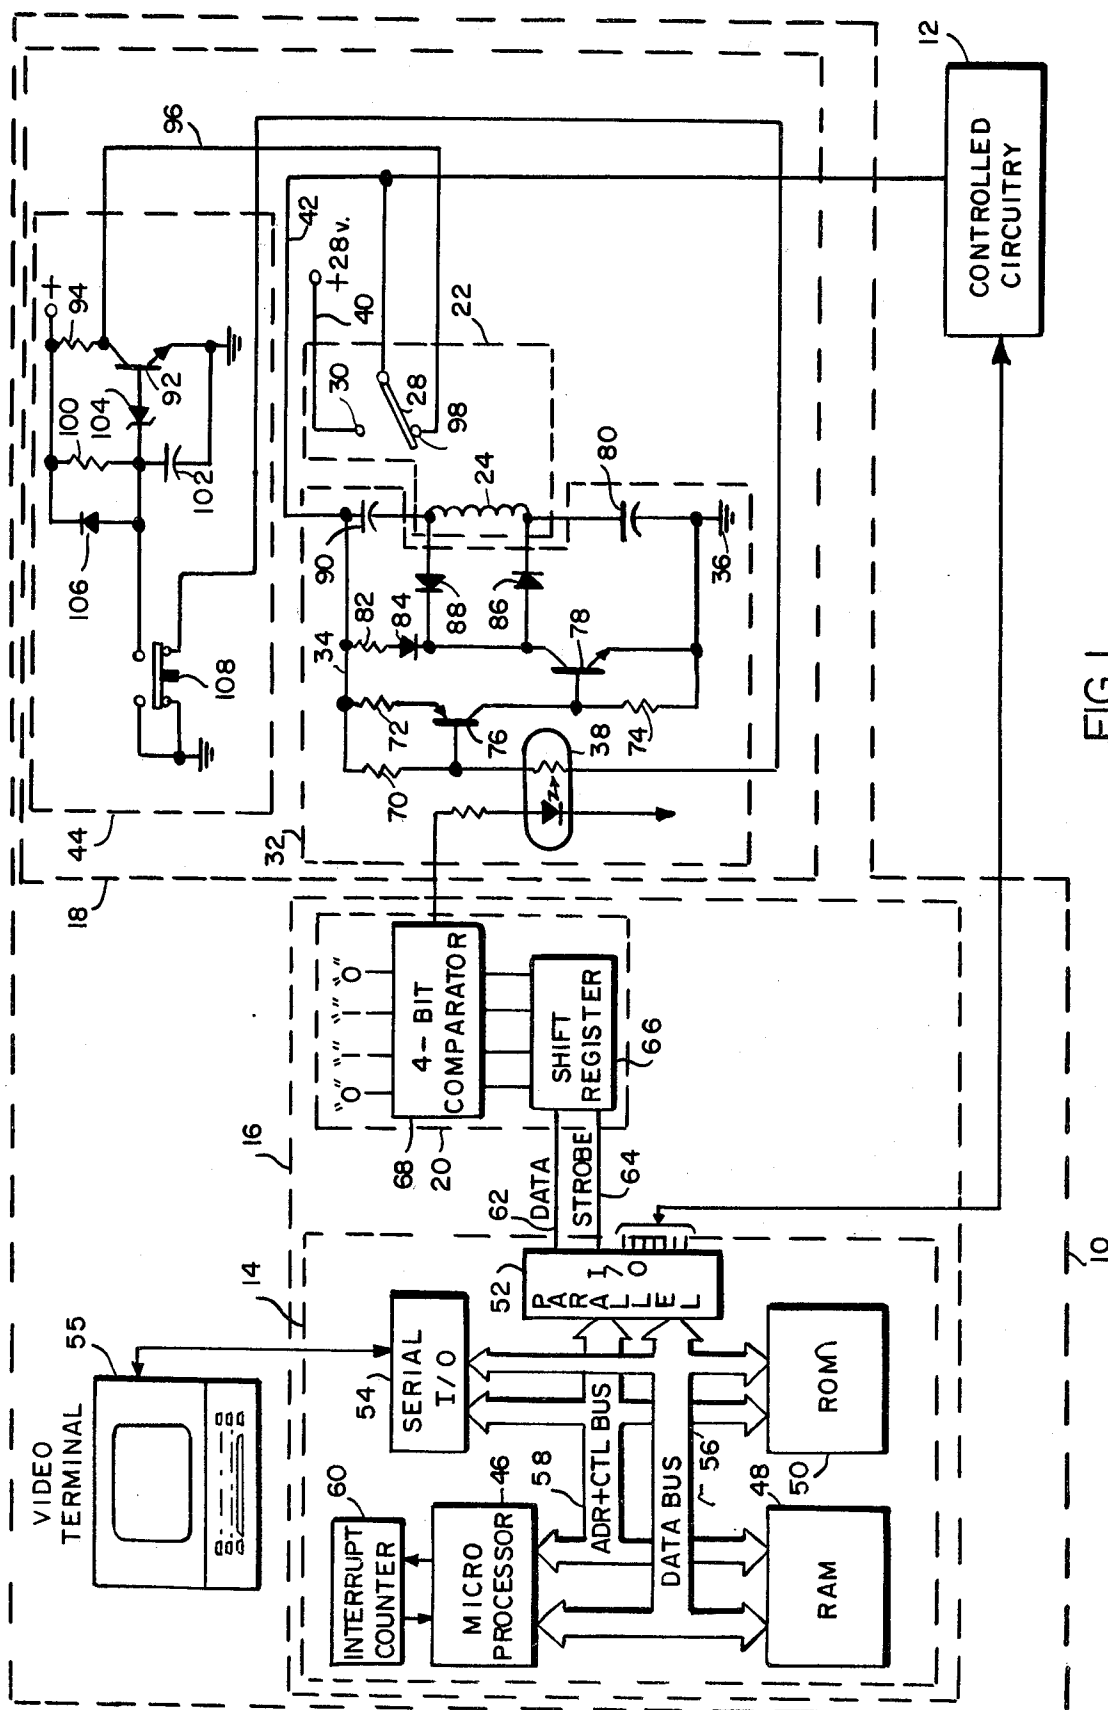 VIDEO
TERMINAL
55
INTERRUPT
COUNTER
60
MICRO
PROCESSOR
46
SERIAL
I/O
54
14
16
58
ADR+CTL BUS
DATA BUS
56
RAM
48
ROM
50
PARALLEL
I/O
52
62
DATA
STROBE
64
"0" "1" "1" "0"
4-BIT
COMPARATOR
68
20
SHIFT
REGISTER
66
10
18
44
32
106
100
94
+
104
92
102
108
96
42
+28v.
40
30
22
28
98
34
90
82
84
88
24
86
80
36
72
70
76
78
74
38
12
CONTROLLED
CIRCUITRY
FIG. 1